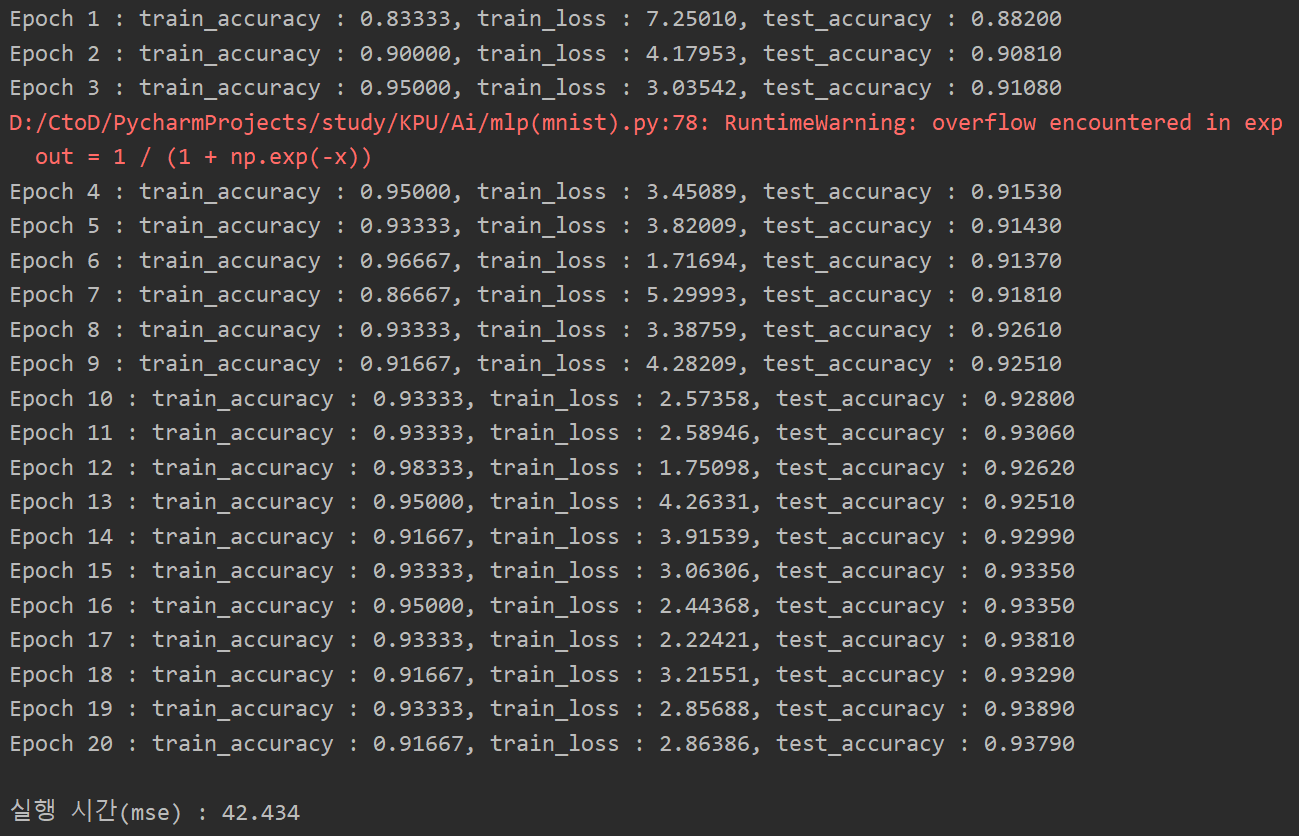 Epoch 1 : train_accuracy : 0.83333, train_loss : 7.25010, test_accuracy : 0.88200
Epoch 2 : train_accuracy : 0.90000, train_loss : 4.17953, test_accuracy : 0.90810
Epoch 3 : train_accuracy : 0.95000, train_loss : 3.03542, test_accuracy : 0.91080
D:/CtoD/PycharmProjects/study/KPU/Ai/mlp(mnist).py:78: RuntimeWarning: overflow encountered in exp
  out = 1 / (1 + np.exp(-x))
Epoch 4 : train_accuracy : 0.95000, train_loss : 3.45089, test_accuracy : 0.91530
Epoch 5 : train_accuracy : 0.93333, train_loss : 3.82009, test_accuracy : 0.91430
Epoch 6 : train_accuracy : 0.96667, train_loss : 1.71694, test_accuracy : 0.91370
Epoch 7 : train_accuracy : 0.86667, train_loss : 5.29993, test_accuracy : 0.91810
Epoch 8 : train_accuracy : 0.93333, train_loss : 3.38759, test_accuracy : 0.92610
Epoch 9 : train_accuracy : 0.91667, train_loss : 4.28209, test_accuracy : 0.92510
Epoch 10 : train_accuracy : 0.93333, train_loss : 2.57358, test_accuracy : 0.92800
Epoch 11 : train_accuracy : 0.93333, train_loss : 2.58946, test_accuracy : 0.93060
Epoch 12 : train_accuracy : 0.98333, train_loss : 1.75098, test_accuracy : 0.92620
Epoch 13 : train_accuracy : 0.95000, train_loss : 4.26331, test_accuracy : 0.92510
Epoch 14 : train_accuracy : 0.91667, train_loss : 3.91539, test_accuracy : 0.92990
Epoch 15 : train_accuracy : 0.93333, train_loss : 3.06306, test_accuracy : 0.93350
Epoch 16 : train_accuracy : 0.95000, train_loss : 2.44368, test_accuracy : 0.93350
Epoch 17 : train_accuracy : 0.93333, train_loss : 2.22421, test_accuracy : 0.93810
Epoch 18 : train_accuracy : 0.91667, train_loss : 3.21551, test_accuracy : 0.93290
Epoch 19 : train_accuracy : 0.93333, train_loss : 2.85688, test_accuracy : 0.93890
Epoch 20 : train_accuracy : 0.91667, train_loss : 2.86386, test_accuracy : 0.93790
실행 시간(mse) : 42.434